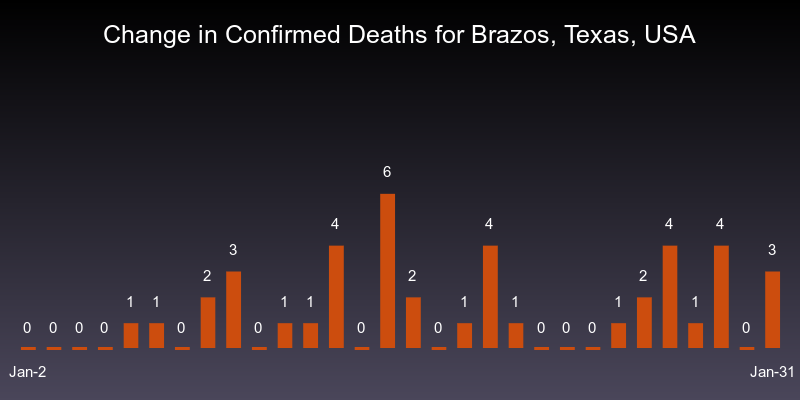 Change in Confirmed Deaths for Brazos, Texas, USA
6
4 4 4 4
3 3
2 2 2
1 1 1 1 1 1 1 1
0 0 0 0 0 0 0 0 0 0 0 0
Jan-2 Jan-31